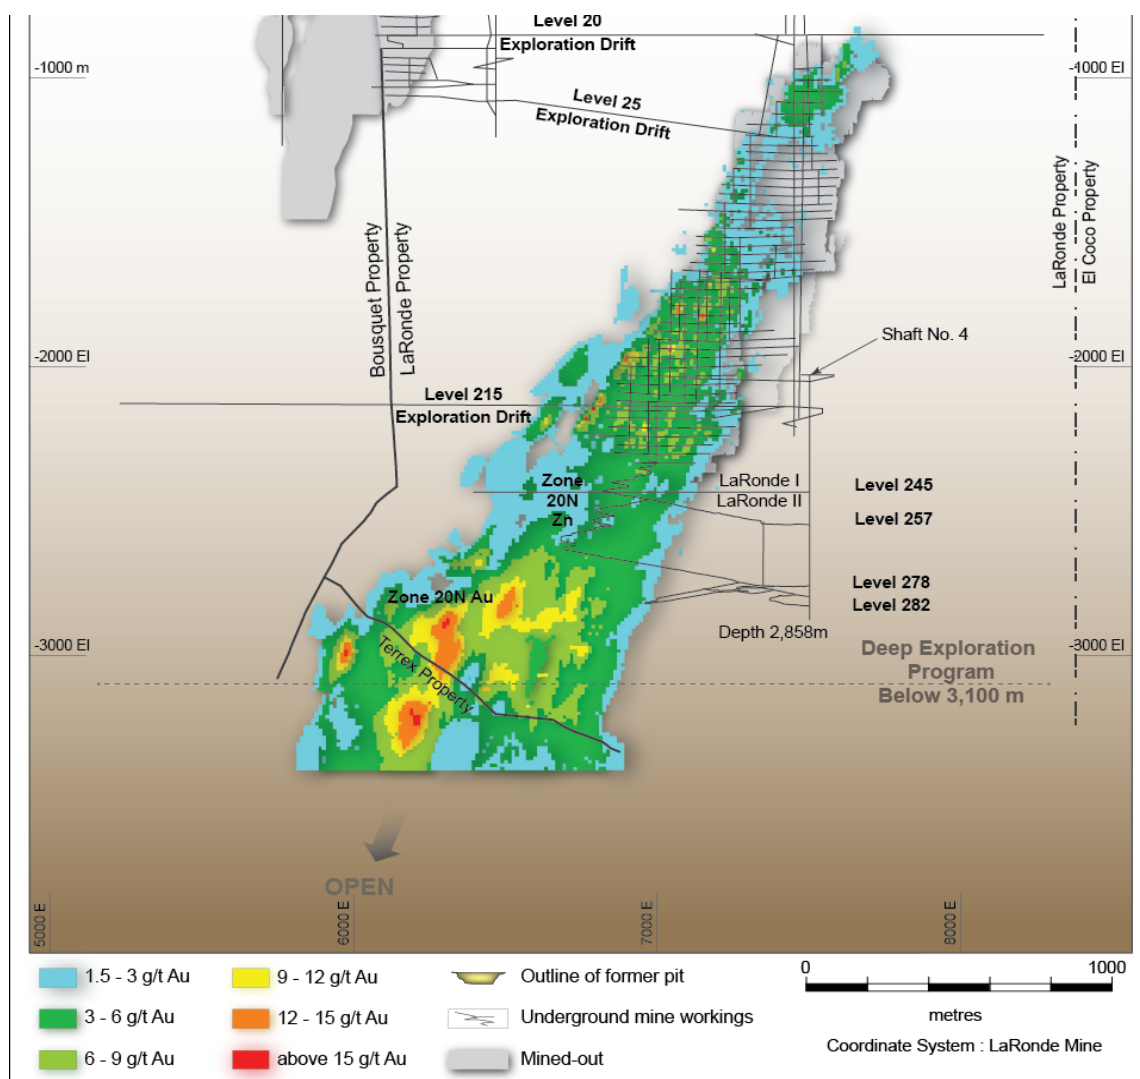 Level 20
Exploration Drift
-1000 m
-1000 El
Level 25
Exploration Drift
Bousquet Property
LaRonde Property
LaRonde Property
El Coco Property
Shaft No. 4
-2000 El
-2000 El
Level 215
Exploration Drift
Zone
20N
Zn
LaRonde I
LaRonde II
Level 245
Level 257
Level 278
Level 282
Zone 20N Au
Depth 2,858m
Terrex Property
-3000 El
-3000 El
Deep Exploration
Program
Below 3,100 m
OPEN
5000 E
6000 E
7000 E
8000 E
1.5 - 3 g/t Au
3 - 6 g/t Au
6 - 9 g/t Au
9 - 12 g/t Au
12 - 15 g/t Au
above 15 g/t Au
Outline of former pit
Underground mine workings
Mined-out
0
1000
metres
Coordinate System : LaRonde Mine